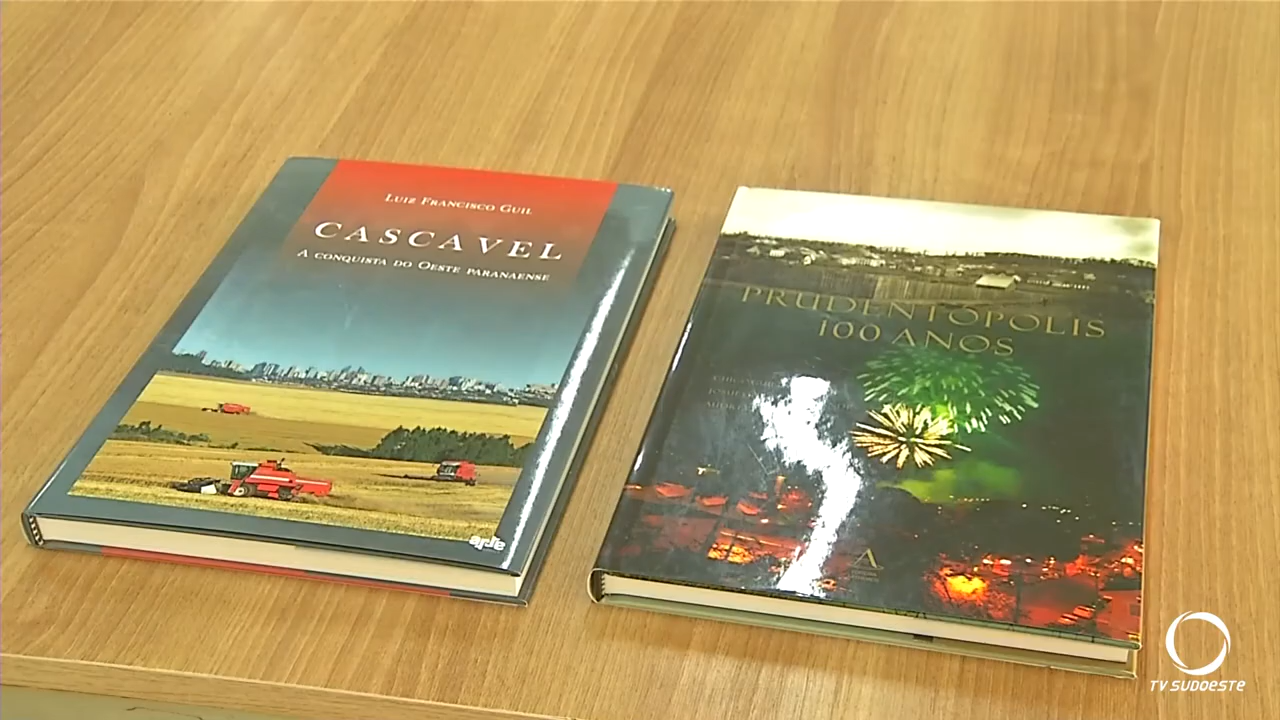 LUIZ FRANCISCO GUIL
CASCAVEL
A CONQUISTA DO OESTE PARANAENSE
arte
PRUDENTÓPOLIS
100 ANOS
TV SUDOESTE